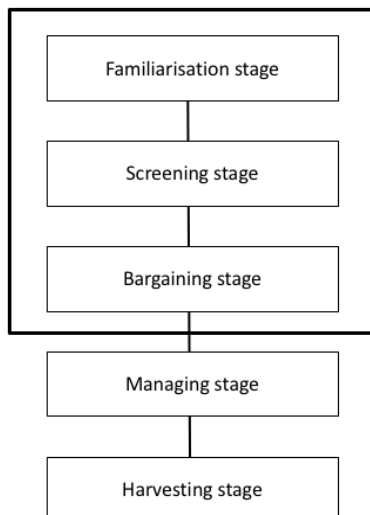 Familiarisation stage
Screening stage
Bargaining stage
Managing stage
Harvesting stage